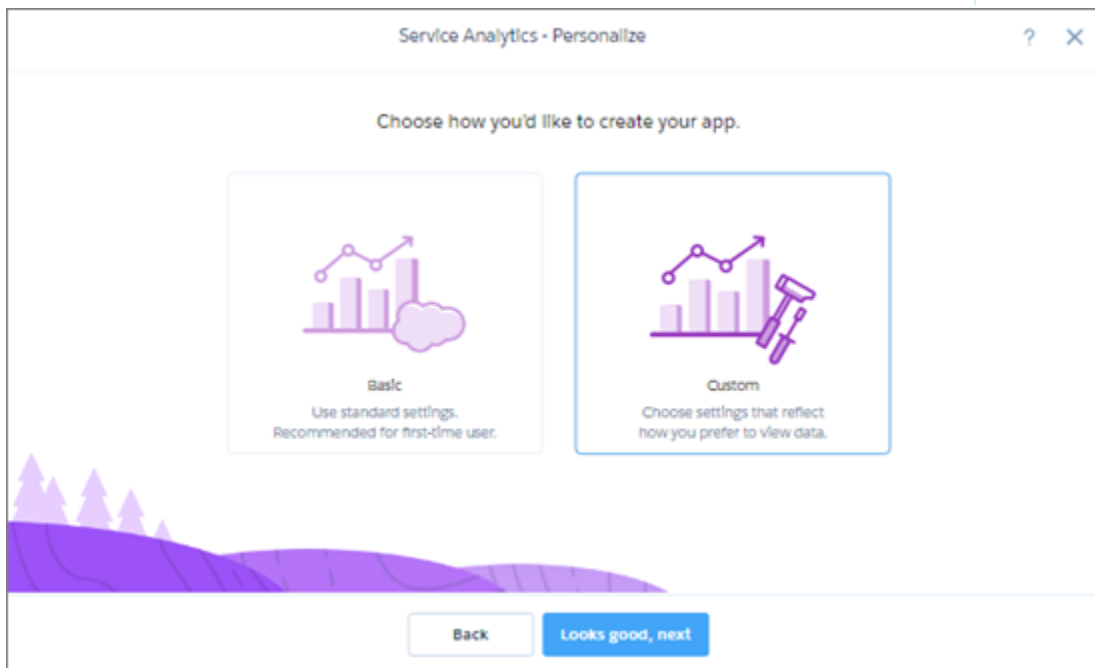 Service Analytics - Personalize
?
Choose how you'd like to create your app.
Basic
Use standard settings.
Recommended for first-time user.
Custom
Choose settings that reflect
how you prefer to view data.
Back
Looks good, next